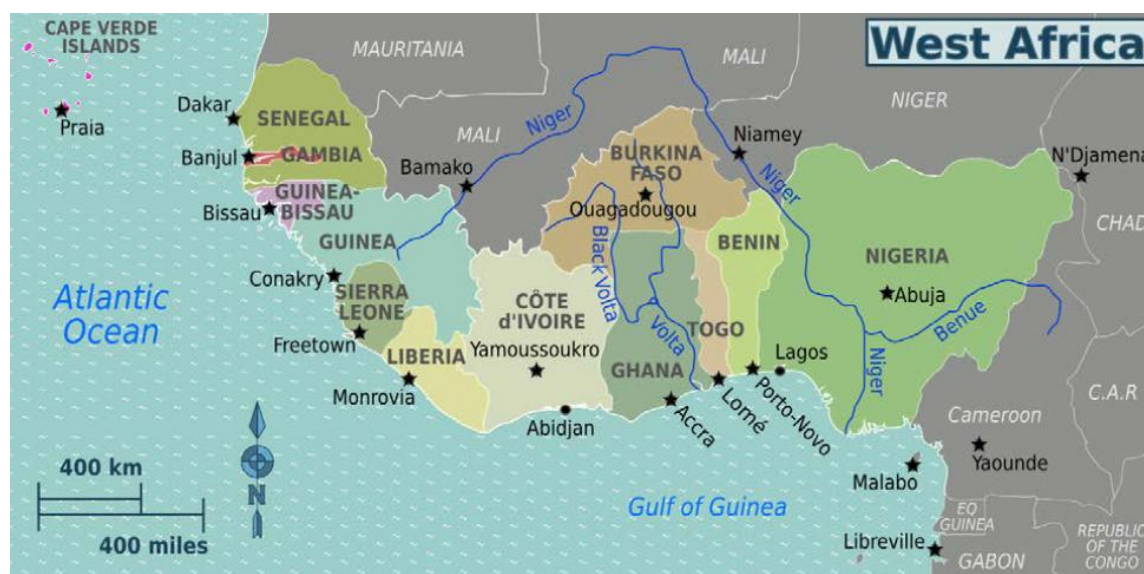 West Africa
CAPE VERDE
ISLANDS
MAURITANIA
MALI
NIGER
Praia
Dakar
SENEGAL
MALI
Niger
Niamey
Banjul
GAMBIA
Bamako
BURKINA
FASO
Niger
N'Djamena
GUINEA-
BISSAU
Bissau
Ouagadougou
CHAD
GUINEA
Black Volta
BENIN
NIGERIA
Conakry
Atlantic
Ocean
SIERRA
LEONE
CÔTE
d'IVOIRE
Abuja
Volta
TOGO
Benue
Freetown
LIBERIA
Yamoussoukro
GHANA
Lagos
Niger
Monrovia
C.A.R
Abidjan
Accra
Lomé
Porto-Novo
Cameroon
Yaounde
400 km
N
Malabo
Gulf of Guinea
EQ
GUINEA
400 miles
Libreville
GABON
REPUBLIC
OF THE
CONGO